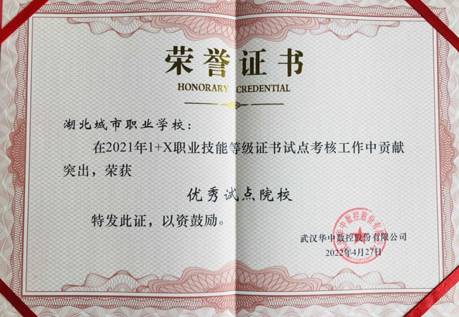 荣誉证书
HONORARY CREDENTIAL
湖北城市职业学校：
在2021年1+X职业技能等级证书试点考核工作中贡献
突出，荣获
优秀试点院校
特发此证，以资鼓励。
武汉华中数控股份有限公司
2022年4月27日